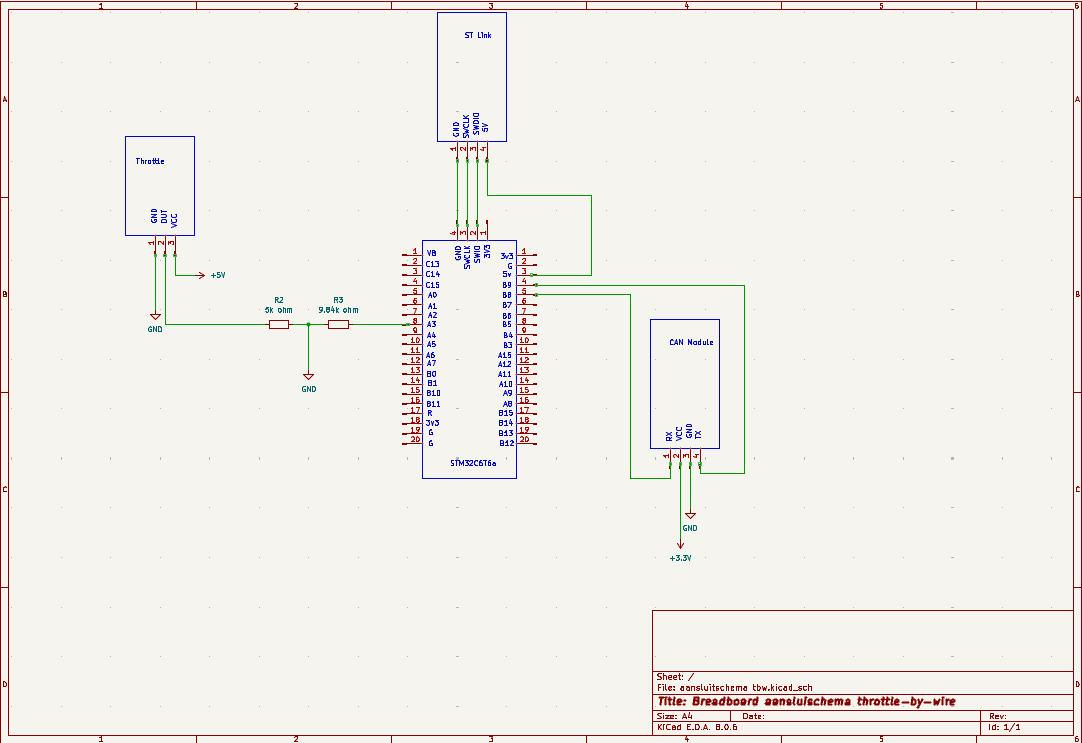 1 2 3 4 5 6
ST Link
GND SWCLK SWDIO 5V
1 2 3 4
A A
Throttle
GND OUT VCC
1 2 3
+5V
GND
R2
5k ohm
R3
9.84k ohm
GND
4 3 2 1
GND SWCLK SWIO 3V3
1 VB
2 C13
3 C14
4 C15
5 A0
6 A1
7 A2
8 A3
9 A4
10 A5
11 A6
12 A7
13 B0
14 B1
15 B10
16 B11
17 R
18 3v3
19 G
20 G
3v3 1
G 2
5v 3
B9 4
B8 5
B7 6
B6 7
B5 8
B4 9
B3 10
A15 11
A12 12
A11 13
A10 14
A9 15
A8 16
B15 17
B14 18
B13 19
B12 20
STM32C6T6a
B B
CAN Module
RX VCC GND TX
1 2 3 4
GND
+3.3V
C C
D D
Sheet: /
File: aansluitschema tbw.kicad_sch
Title: Breadboard aansluischema throttle-by-wire
Size: A4 Date: Rev:
KiCad E.D.A. 8.0.6 Id: 1/1
1 2 3 4 5 6